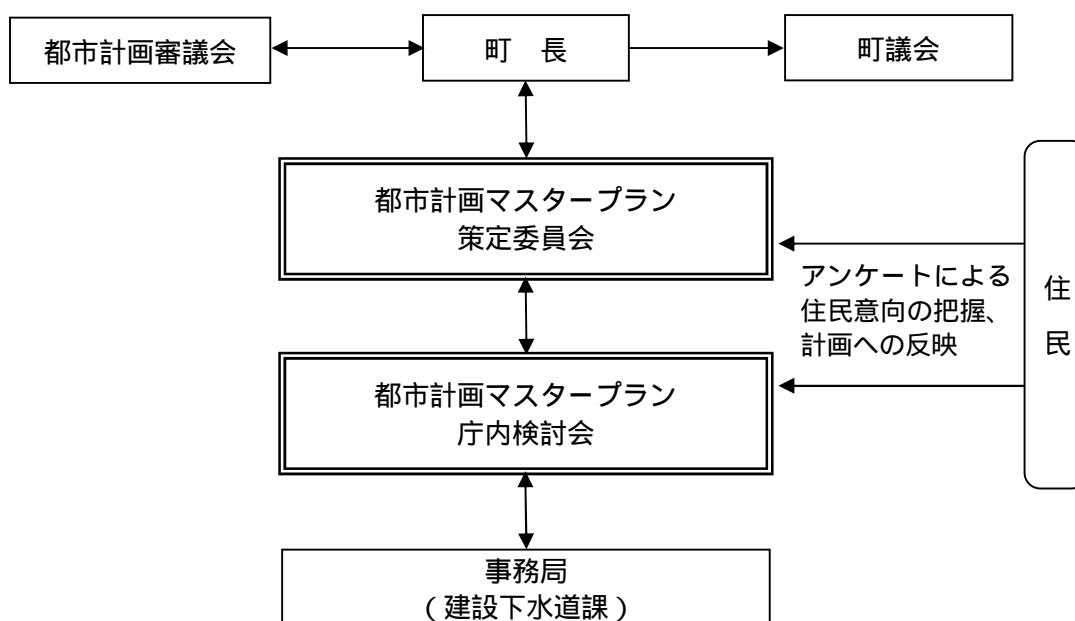 都市計画審議会
町　長
町議会
都市計画マスタープラン
策定委員会
アンケートによる
住民意向の把握、
計画への反映
住
民
都市計画マスタープラン
庁内検討会
事務局
（建設下水道課）